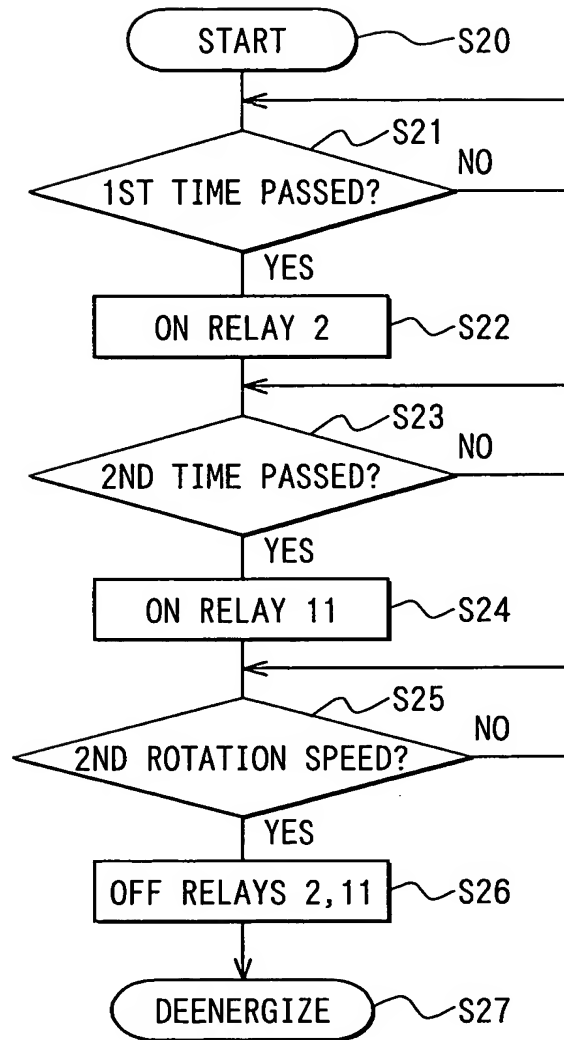 START
S20
S21
1ST TIME PASSED?
NO
YES
ON RELAY 2
S22
S23
2ND TIME PASSED?
NO
YES
ON RELAY 11
S24
S25
2ND ROTATION SPEED?
NO
YES
OFF RELAYS 2,11
S26
DEENERGIZE
S27